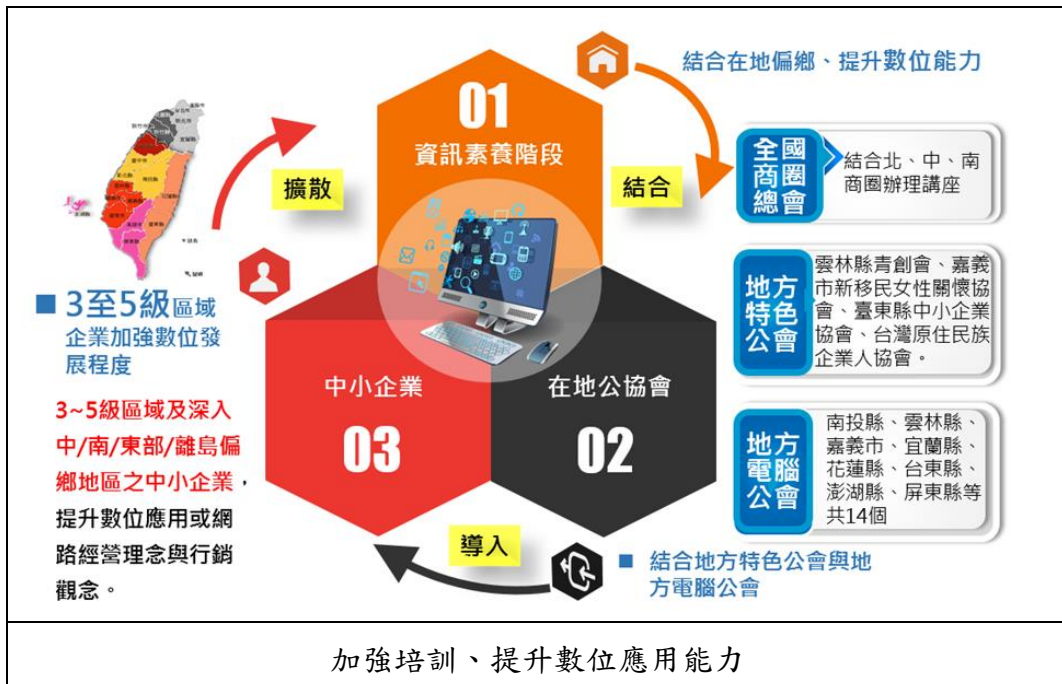 結合在地偏鄉、提升數位能力
01
資訊素養階段
擴散
結合
全國
商圈
總會
結合北、中、南
商圈辦理講座
地方
特色
公會
雲林縣青創會、嘉義
市新移民女性關懷協
會、臺東縣中小企業
協會、台灣原住民族
企業人協會。
地方
電腦
公會
南投縣、雲林縣、
嘉義市、宜蘭縣、
花蓮縣、台東縣、
澎湖縣、屏東縣等
共14個
■ 3至5級區域
企業加強數位發
展程度
3~5級區域及深入
中/南/東部/離島偏
鄉地區之中小企業，
提升數位應用或網
路經營理念與行銷
觀念。
中小企業
03
在地公協會
02
導入
■ 結合地方特色公會與地
方電腦公會
加強培訓、提升數位應用能力